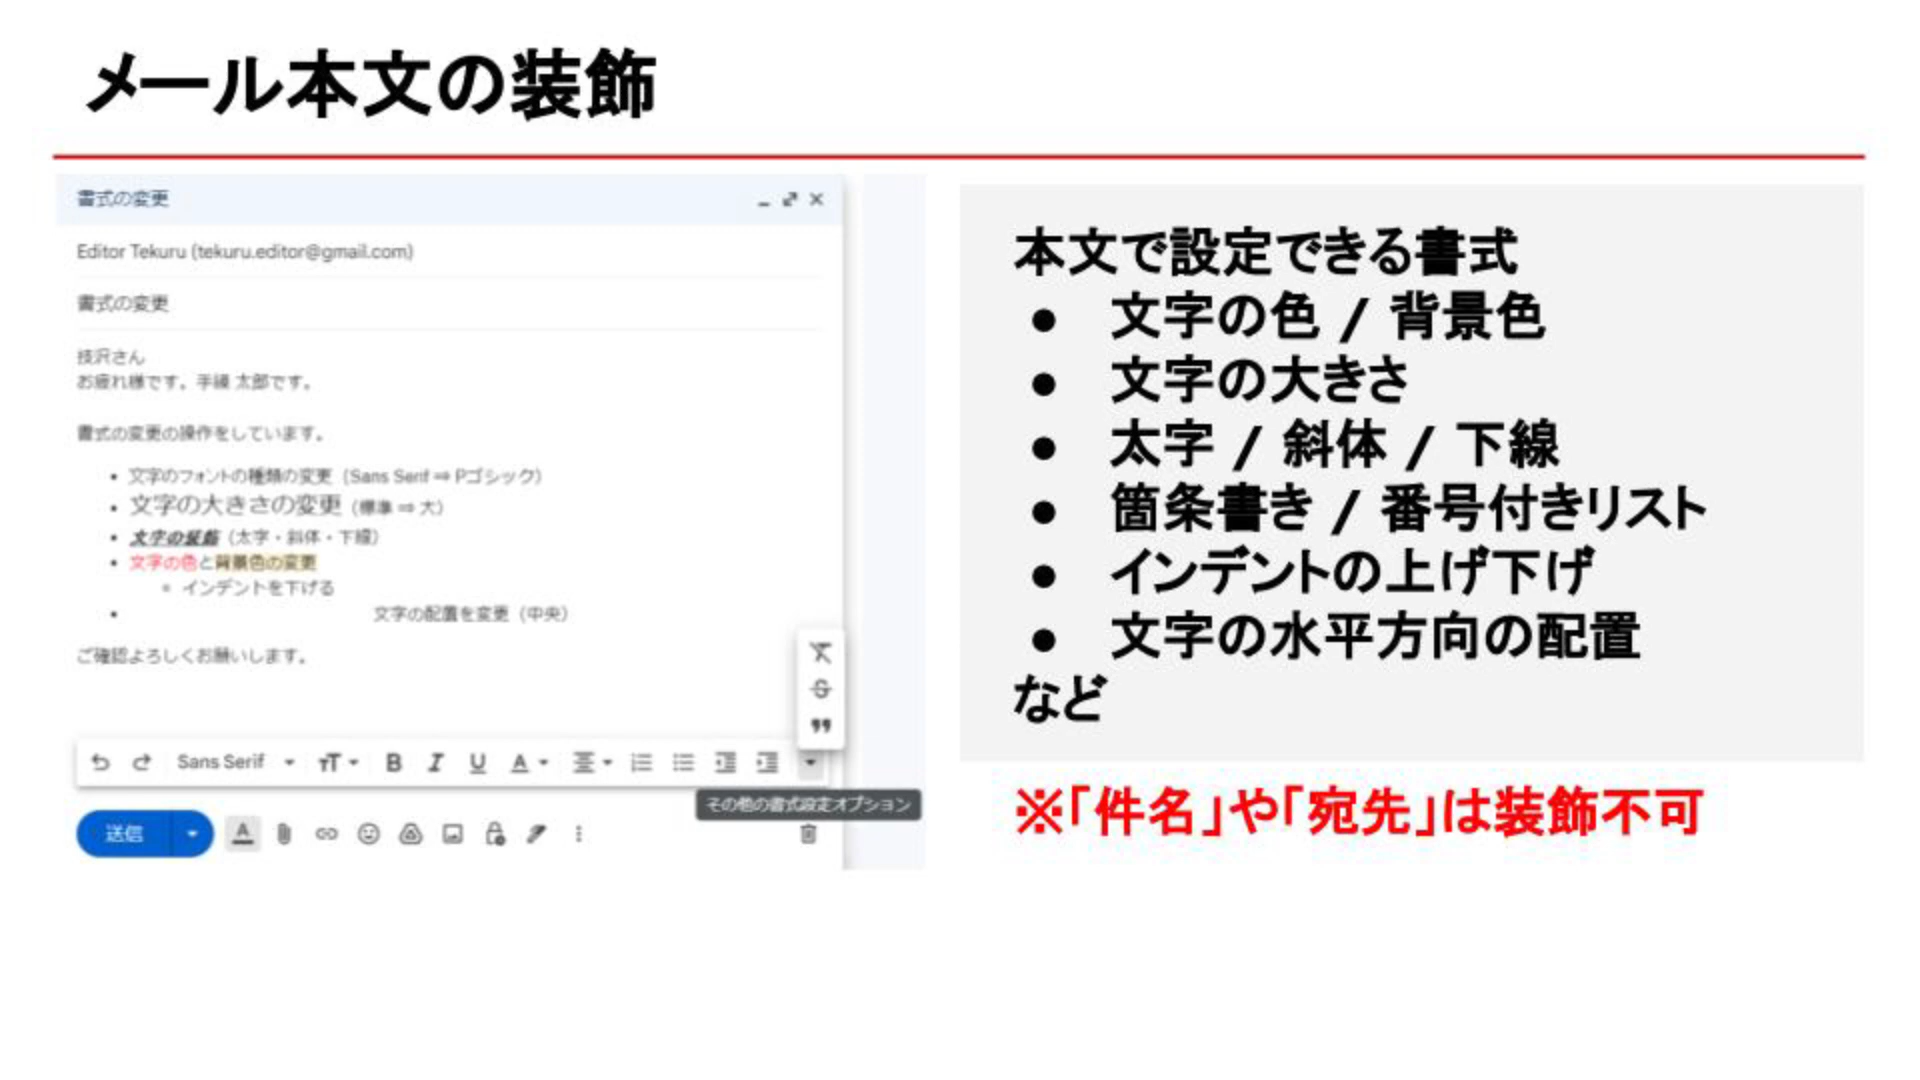 メール本文の装飾
書式の変更
Editor Tekuru (tekuru.editor@gmail.com)
書式の変更
技沢さん
お疲れ様です。手繰 太郎です。
書式の変更の操作をしています。
• 文字のフォントの種類の変更（Sans Serif ⇒ Pゴシック）
• 文字の大きさの変更（標準 ⇒ 大）
• 文字の装飾（太字・斜体・下線）
• 文字の色と背景色の変更
インデントを下げる
• 文字の配置を変更（中央）
ご確認よろしくお願いします。
Sans Serif
その他の書式設定オプション
送信
本文で設定できる書式
● 文字の色 / 背景色
● 文字の大きさ
● 太字 / 斜体 / 下線
● 箇条書き / 番号付きリスト
● インデントの上げ下げ
● 文字の水平方向の配置
など
※「件名」や「宛先」は装飾不可